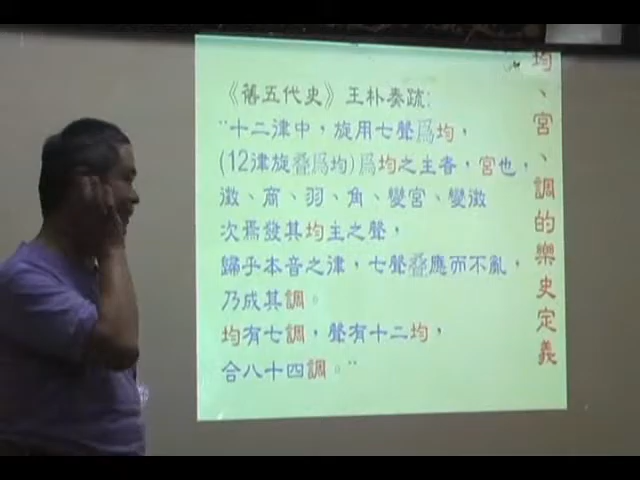 《舊五代史》王朴奏疏:
"十二律中，旋用七聲爲均，
(12律旋叠爲均)爲均之主者，宮也，
徵、商、羽、角、變宮、變徵
次焉發其均主之聲，
歸乎本音之律，七聲叠應而不亂，
乃成其調。
均有七調，聲有十二均，
合八十四調。"
均、宮、調的樂史定義